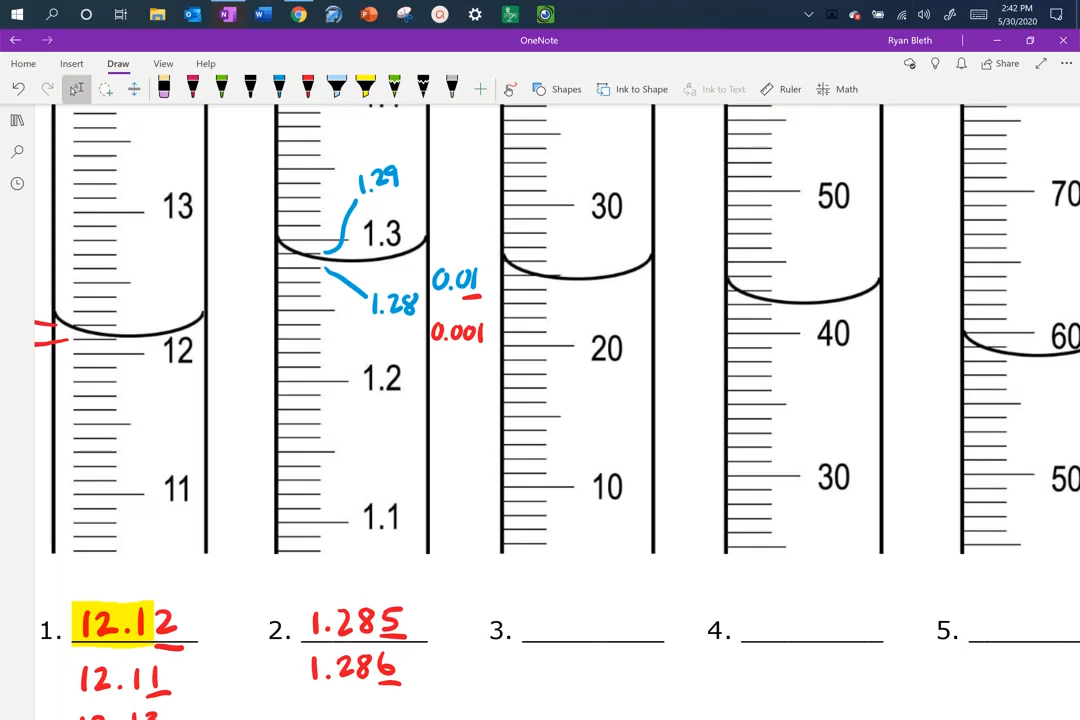 2:42 PM
5/30/2020
OneNote
Ryan Bleth
Home Insert Draw View Help
Share
Shapes
Ink to Shape
Ink to Text
Ruler
Math
13
12
11
1.29
1.3
1.28
1.2
1.1
0.01
0.001
30
20
10
50
40
30
70
60
50
1. 12.12
12.11
2. 1.285
1.286
3.
4.
5.